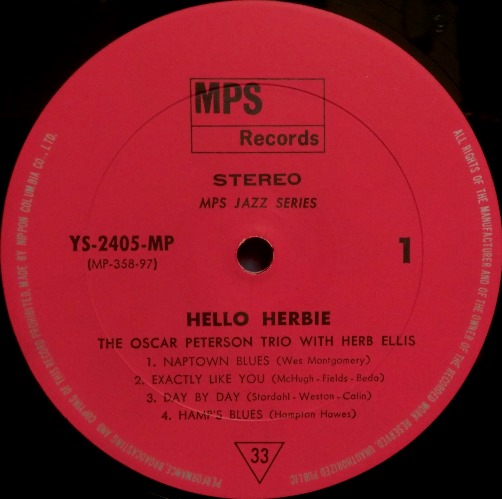 MPS
Records
STEREO
MPS JAZZ SERIES
YS-2405-MP
(MP-358-97)
1
HELLO HERBIE
THE OSCAR PETERSON TRIO WITH HERB ELLIS
1. NAPTOWN BLUES (Wes Montgomery)
2. EXACTLY LIKE YOU (McHugh-Fields-Beda)
3. DAY BY DAY (Stardahl-Weston-Calin)
4. HAMP'S BLUES (Hampton Hawes)
33
ALL RIGHTS OF THE MANUFACTURER AND OF THE OWNER OF THE RECORDED WORK RESERVED. UNAUTHORIZED PUBLIC
PERFORMANCE, BROADCASTING AND COPYING OF THIS RECORD PROHIBITED. MADE BY NIPPON COLUMBIA CO., LTD.